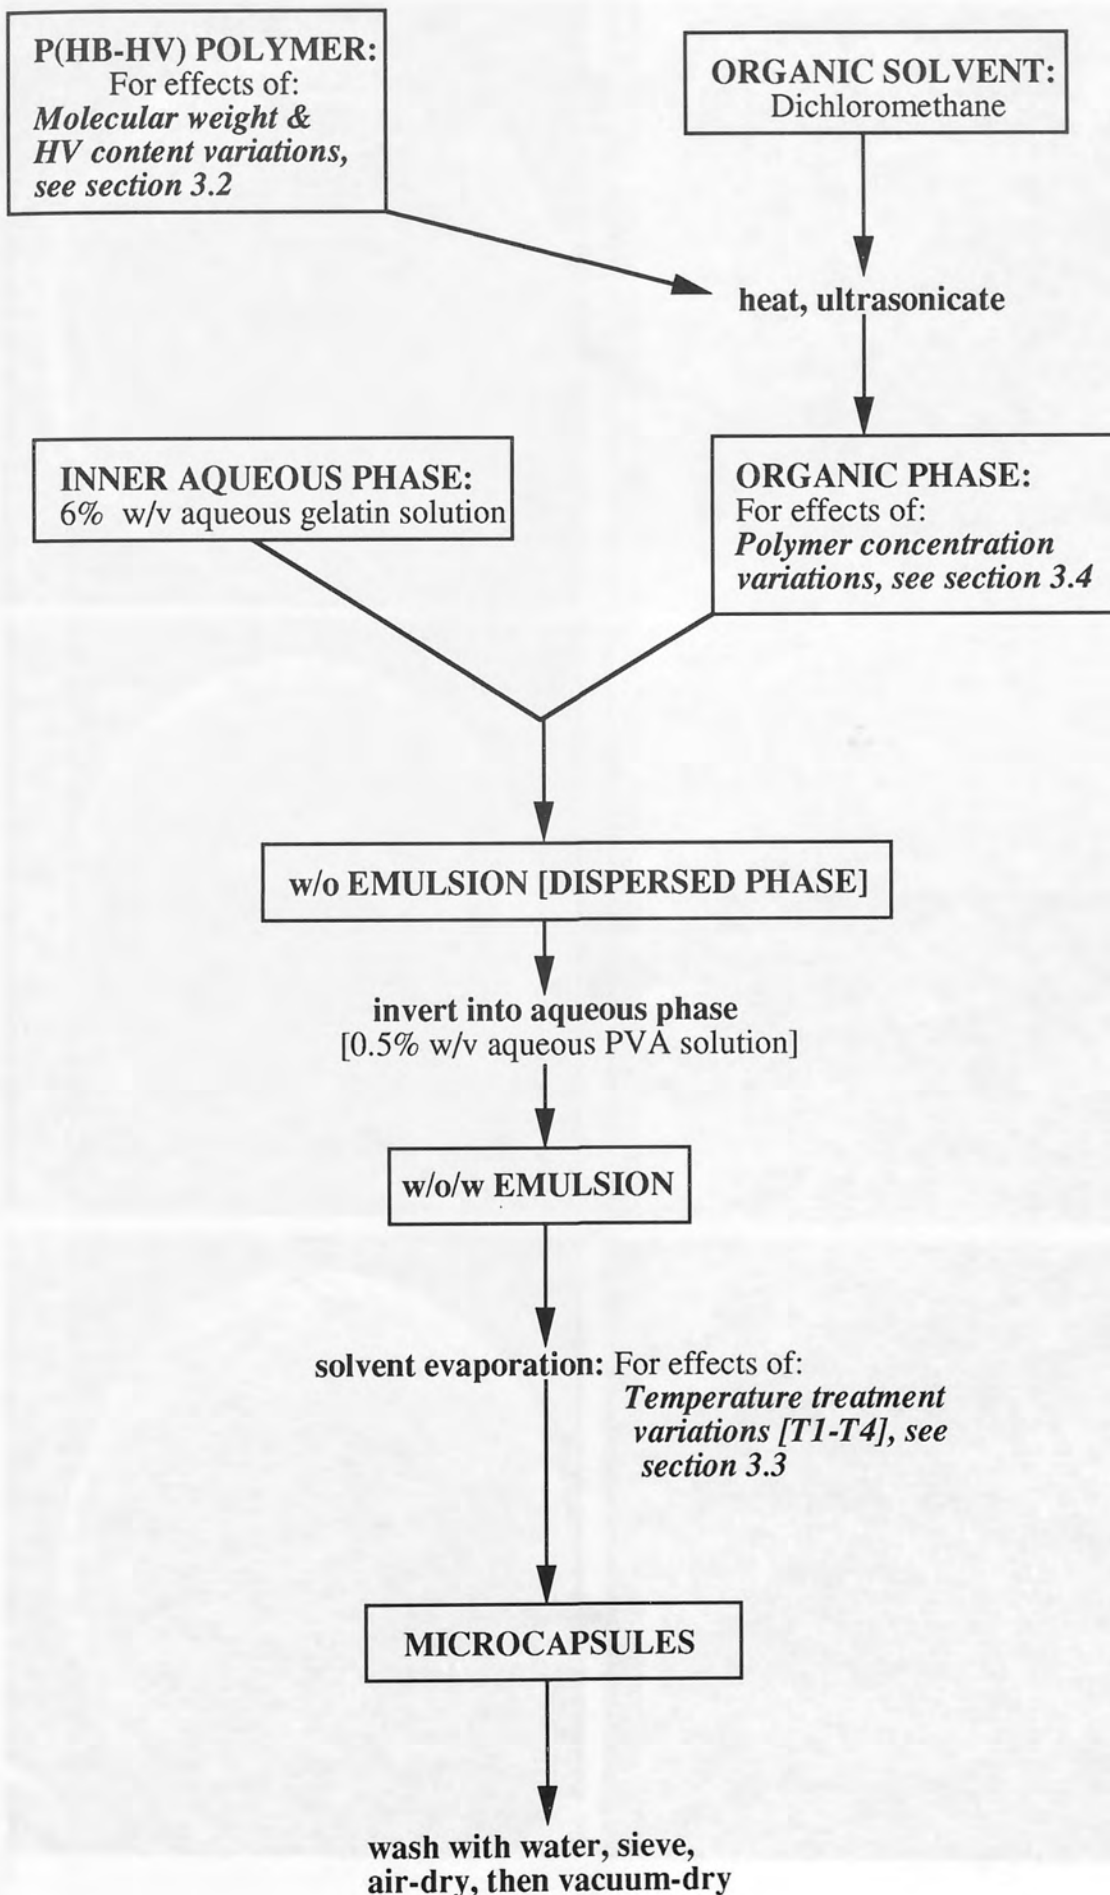 P(HB-HV) POLYMER:
For effects of:
Molecular weight &
HV content variations,
see section 3.2
ORGANIC SOLVENT:
Dichloromethane
heat, ultrasonicate
INNER AQUEOUS PHASE:
6% w/v aqueous gelatin solution
ORGANIC PHASE:
For effects of:
Polymer concentration
variations, see section 3.4
w/o EMULSION [DISPERSED PHASE]
invert into aqueous phase
[0.5% w/v aqueous PVA solution]
w/o/w EMULSION
solvent evaporation: For effects of:
Temperature treatment
variations [T1-T4], see
section 3.3
MICROCAPSULES
wash with water, sieve,
air-dry, then vacuum-dry